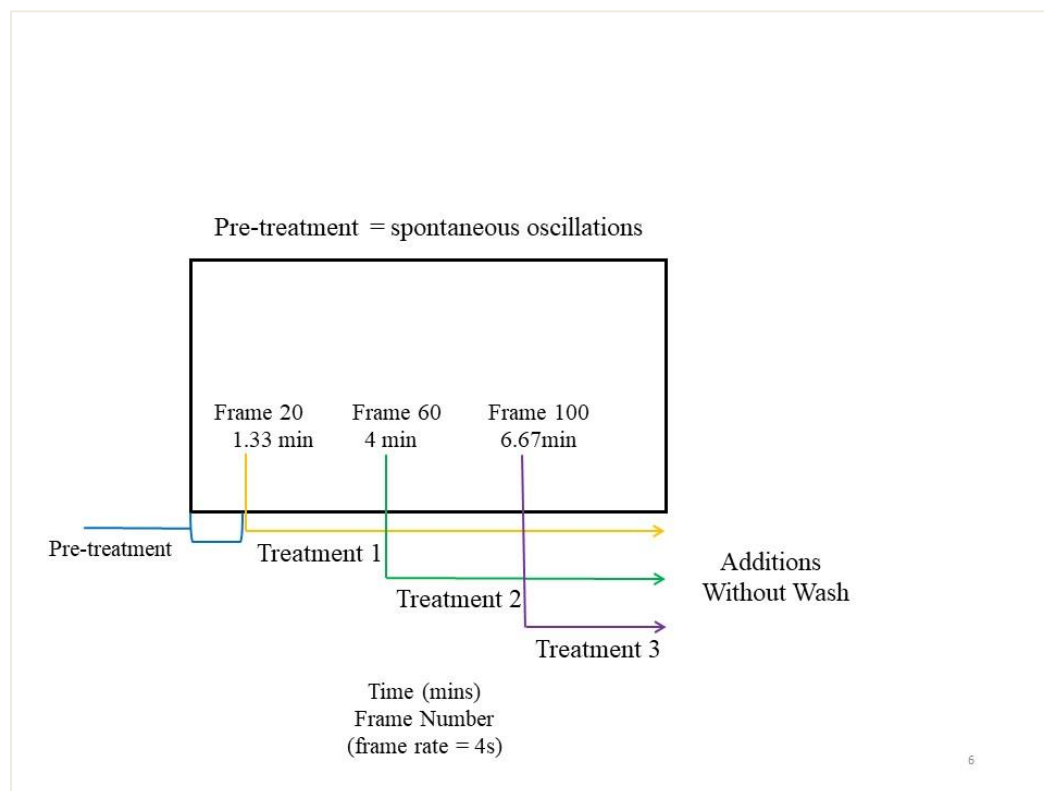 Pre-treatment = spontaneous oscillations
Frame 20
1.33 min
Frame 60
4 min
Frame 100
6.67min
Pre-treatment
Treatment 1
Treatment 2
Treatment 3
Additions
Without Wash
Time (mins)
Frame Number
(frame rate = 4s)
6